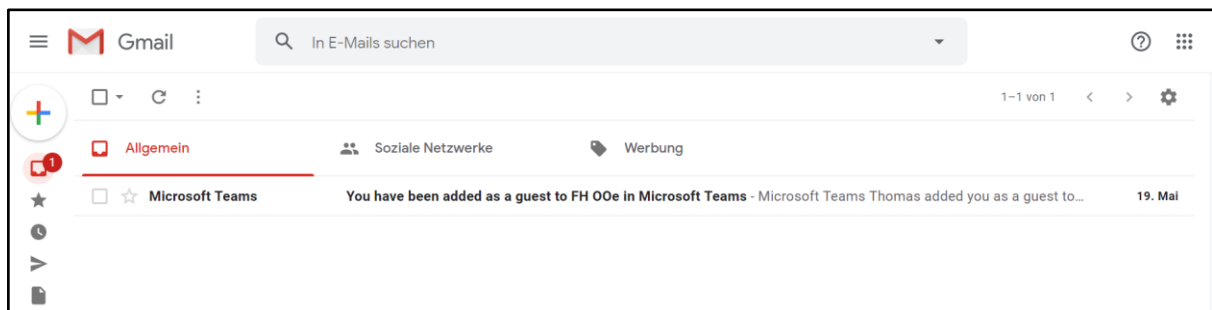 Gmail
In E-Mails suchen
1–1 von 1
Allgemein
Soziale Netzwerke
Werbung
1
Microsoft Teams You have been added as a guest to FH OOe in Microsoft Teams - Microsoft Teams Thomas added you as a guest to… 19. Mai